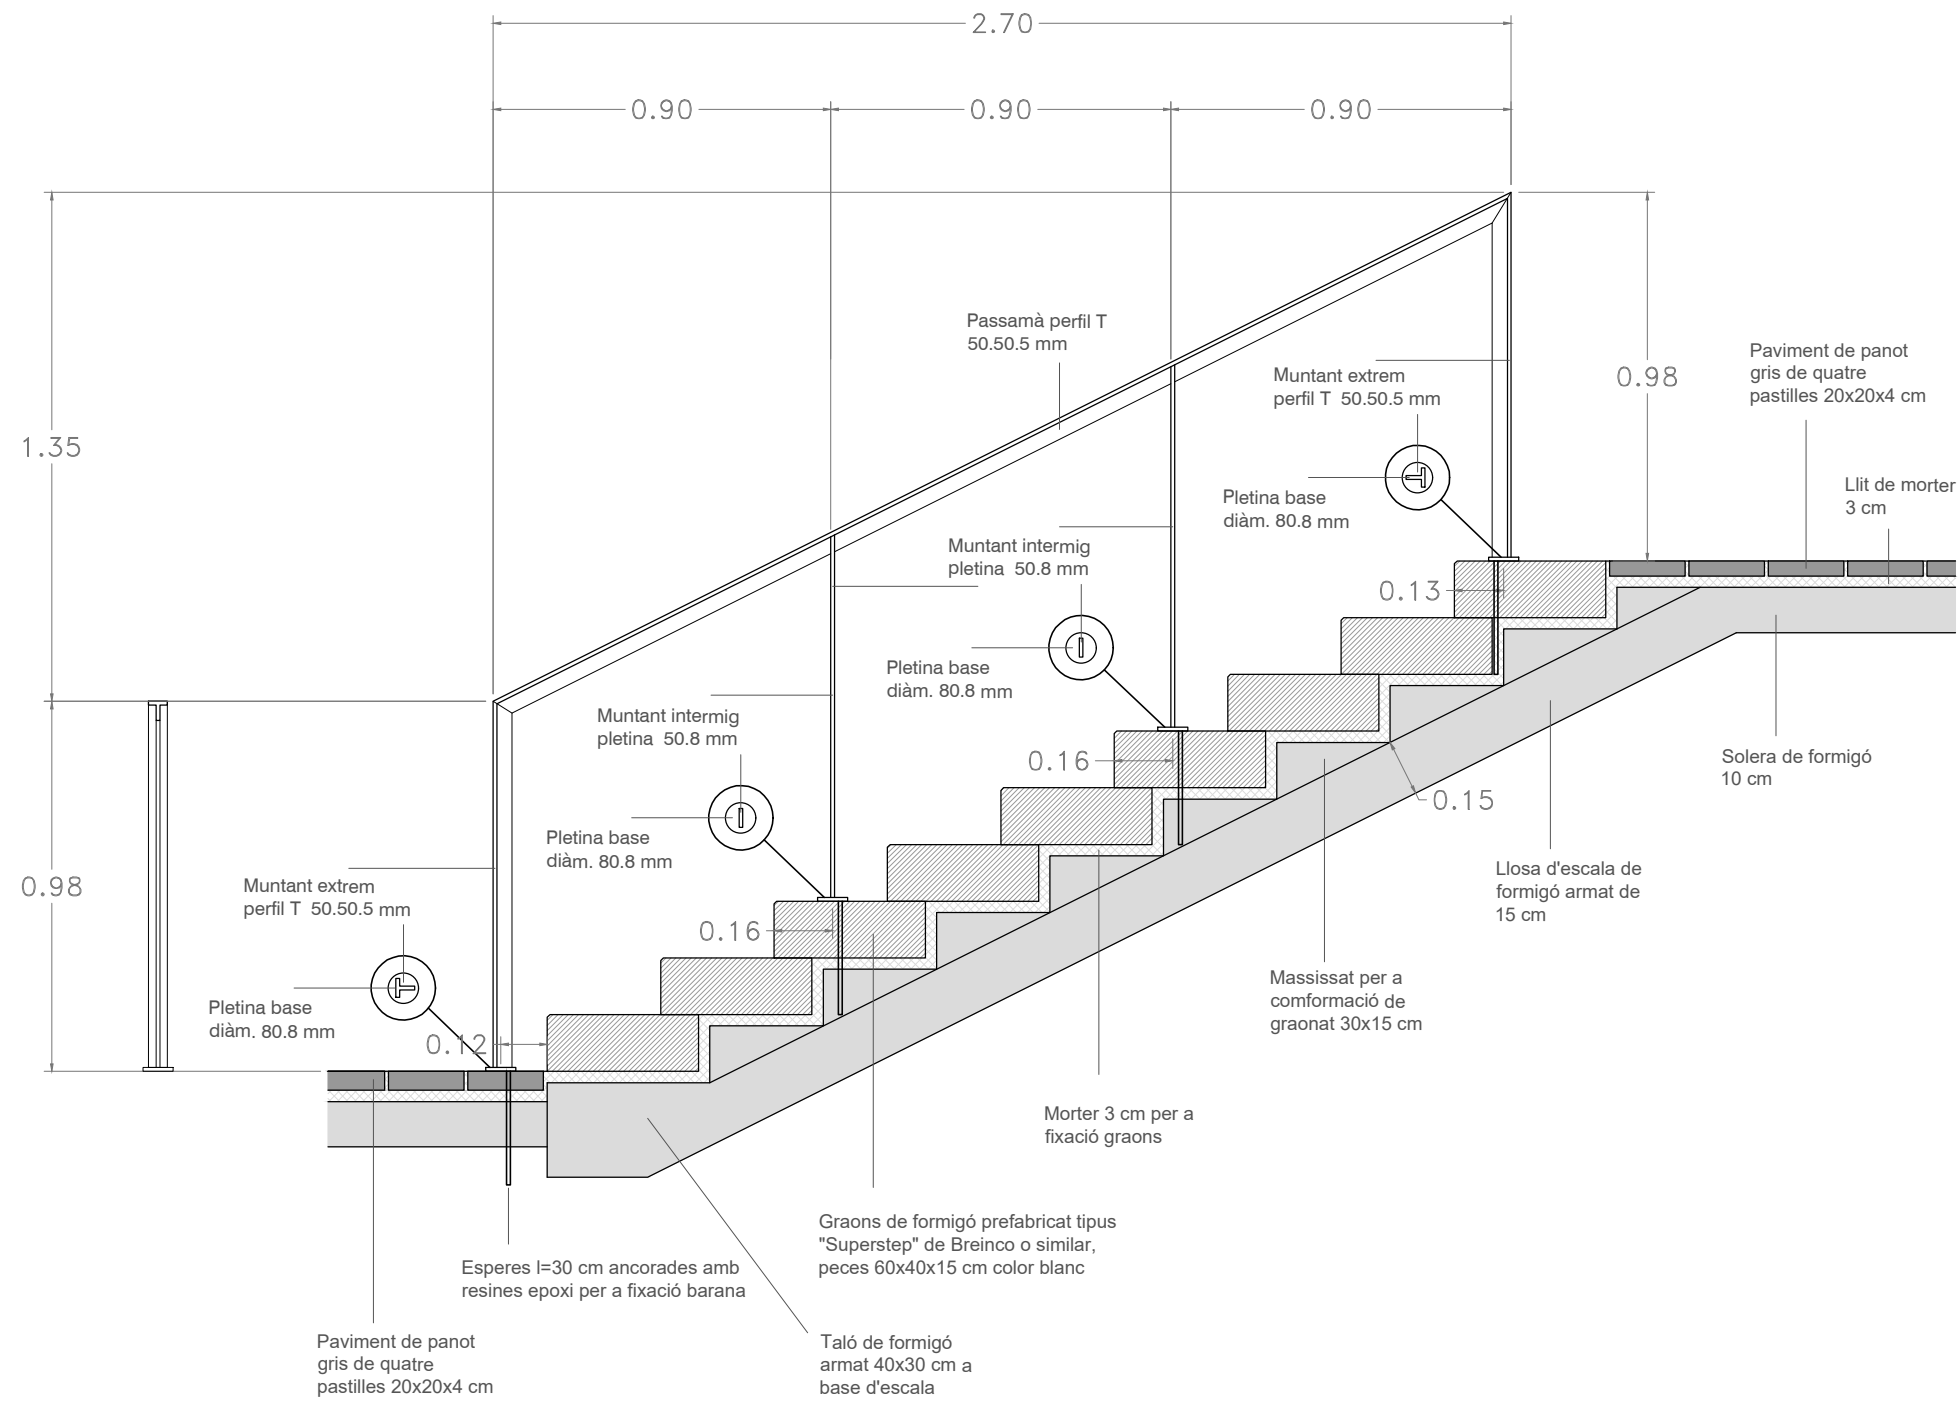 2.70
0.90
0.90
0.90
Passamà perfil T
50.50.5 mm
Muntant extrem
perfil T 50.50.5 mm
0.98
Paviment de panot
gris de quatre
pastilles 20x20x4 cm
1.35
Pletina base
diàm. 80.8 mm
Llit de morter
3 cm
Muntant intermig
pletina 50.8 mm
0.13
Pletina base
diàm. 80.8 mm
Muntant intermig
pletina 50.8 mm
0.16
Solera de formigó
10 cm
0.15
Pletina base
diàm. 80.8 mm
0.98
Muntant extrem
perfil T 50.50.5 mm
0.16
Llosa d'escala de
formigó armat de
15 cm
Massissat per a
comformació de
graonat 30x15 cm
Pletina base
diàm. 80.8 mm
0.12
Morter 3 cm per a
fixació graons
Graons de formigó prefabricat tipus
"Superstep" de Breinco o similar,
peces 60x40x15 cm color blanc
Esperes l=30 cm ancorades amb
resines epoxi per a fixació barana
Paviment de panot
gris de quatre
pastilles 20x20x4 cm
Taló de formigó
armat 40x30 cm a
base d'escala